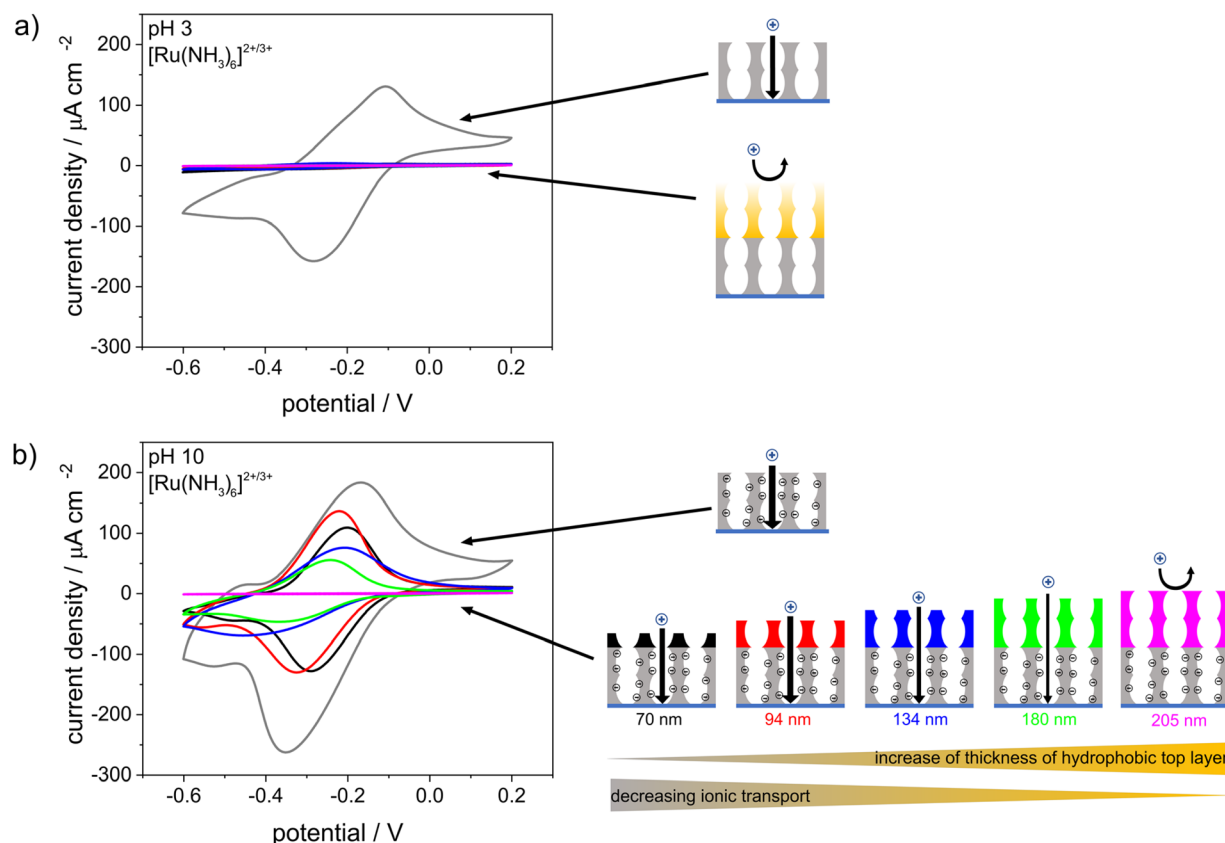 a)
pH 3
[Ru(NH3)6]2+/3+
current density / μA cm -2
200
100
0
-100
-200
-300
-0.6
-0.4
-0.2
0.0
0.2
potential / V
+
+
b)
pH 10
[Ru(NH3)6]2+/3+
current density / μA cm -2
200
100
0
-100
-200
-300
-0.6
-0.4
-0.2
0.0
0.2
potential / V
+
+
+
+
+
+
70 nm
94 nm
134 nm
180 nm
205 nm
increase of thickness of hydrophobic top layer
decreasing ionic transport